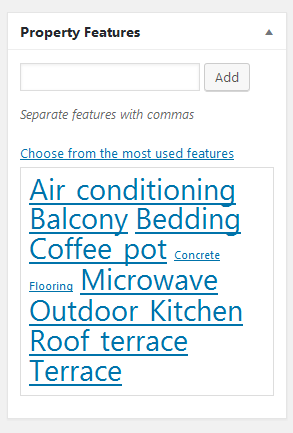 Property Features
Add
Separate features with commas
Choose from the most used features
Air conditioning
Balcony Bedding
Coffee pot Concrete
Flooring Microwave
Outdoor Kitchen
Roof terrace
Terrace